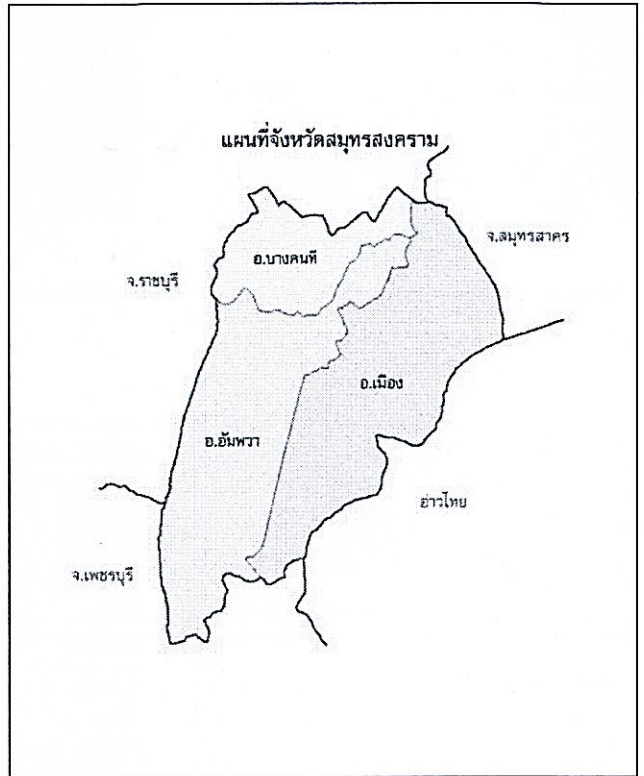 แผนที่จังหวัดสมุทรสงคราม
จ.สมุทรสาคร
อ.บางคนที
จ.ราชบุรี
อ.เมือง
อ.อัมพวา
อ่าวไทย
จ.เพชรบุรี